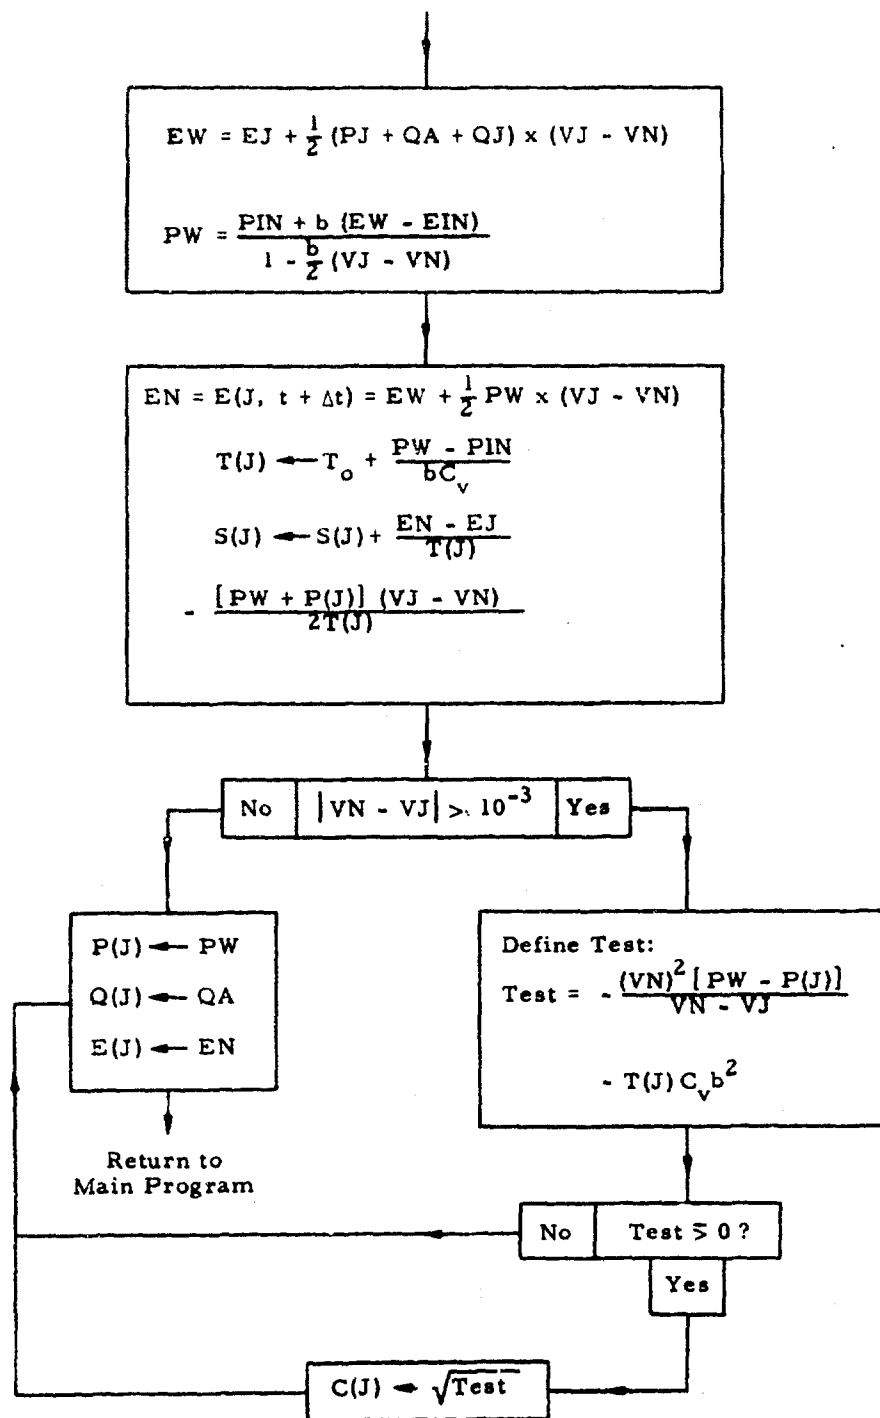 EW = EJ + 1/2 (PJ + QA + QJ) x (VJ - VN)
PW = PIN + b (EW - EIN) / 1 - b/2 (VJ - VN)
EN = E(J, t + Δt) = EW + 1/2 PW x (VJ - VN)
T(J) ← T_o + PW - PIN / bC_v
S(J) ← S(J) + EN - EJ / T(J)
- [PW + P(J)] (VJ - VN) / 2T(J)
No |VN - VJ| > 10^-3 Yes
P(J) ← PW
Q(J) ← QA
E(J) ← EN
Return to
Main Program
Define Test:
Test = - (VN)^2 [PW - P(J)] / VN - VJ
- T(J) C_v b^2
No Test ⋝ 0 ?
Yes
C(J) ← √Test